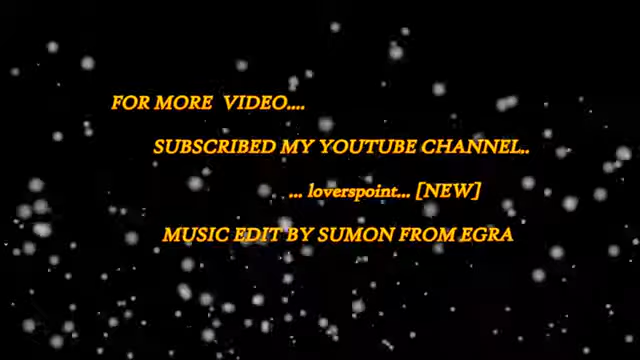 FOR MORE  VIDEO....
SUBSCRIBED MY YOUTUBE CHANNEL..
... loverspoint... [NEW]
MUSIC EDIT BY SUMON FROM EGRA